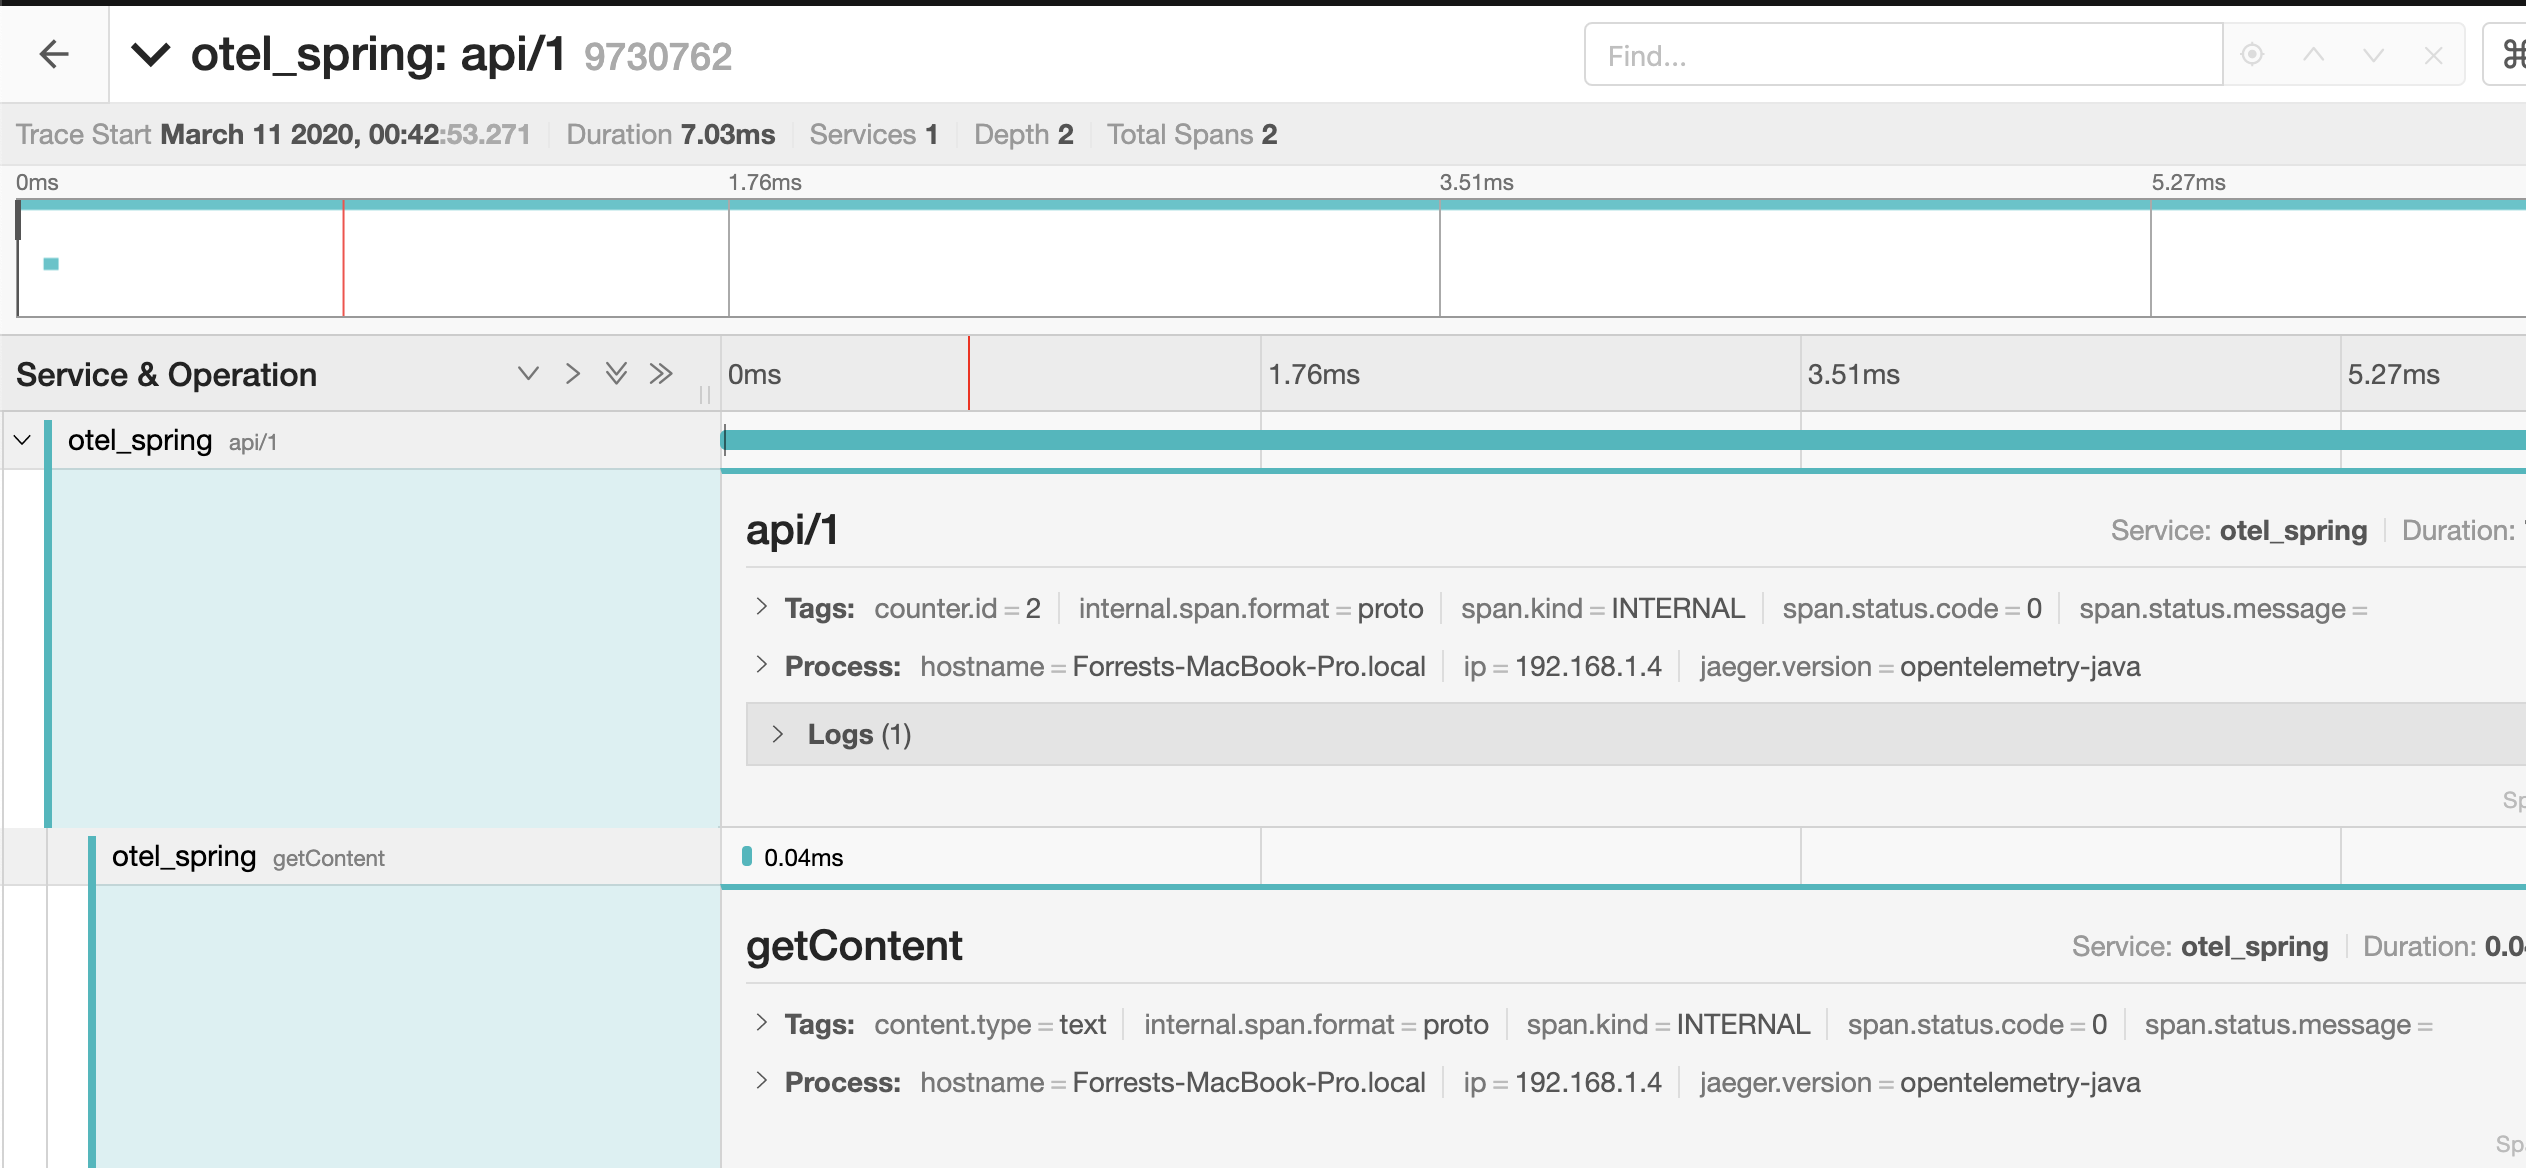 otel_spring: api/1 9730762
Find...
⌘
Trace Start March 11 2020, 00:42:53.271 Duration 7.03ms Services 1 Depth 2 Total Spans 2
0ms 1.76ms 3.51ms 5.27ms
Service & Operation 0ms 1.76ms 3.51ms 5.27ms
otel_spring api/1
api/1 Service: otel_spring Duration:
Tags: counter.id = 2 internal.span.format = proto span.kind = INTERNAL span.status.code = 0 span.status.message =
Process: hostname = Forrests-MacBook-Pro.local ip = 192.168.1.4 jaeger.version = opentelemetry-java
Logs (1)
otel_spring getContent 0.04ms
getContent Service: otel_spring Duration:
Tags: content.type = text internal.span.format = proto span.kind = INTERNAL span.status.code = 0 span.status.message =
Process: hostname = Forrests-MacBook-Pro.local ip = 192.168.1.4 jaeger.version = opentelemetry-java